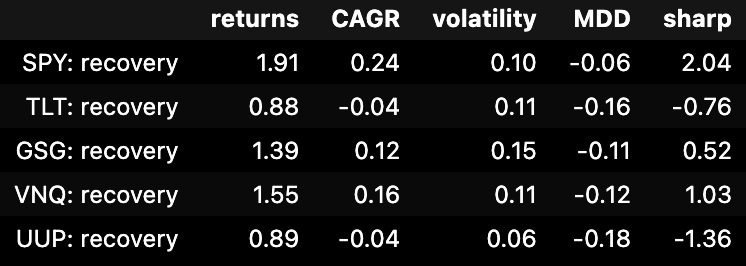 returns CAGR volatility MDD sharp
SPY: recovery 1.91 0.24 0.10 -0.06 2.04
TLT: recovery 0.88 -0.04 0.11 -0.16 -0.76
GSG: recovery 1.39 0.12 0.15 -0.11 0.52
VNQ: recovery 1.55 0.16 0.11 -0.12 1.03
UUP: recovery 0.89 -0.04 0.06 -0.18 -1.36